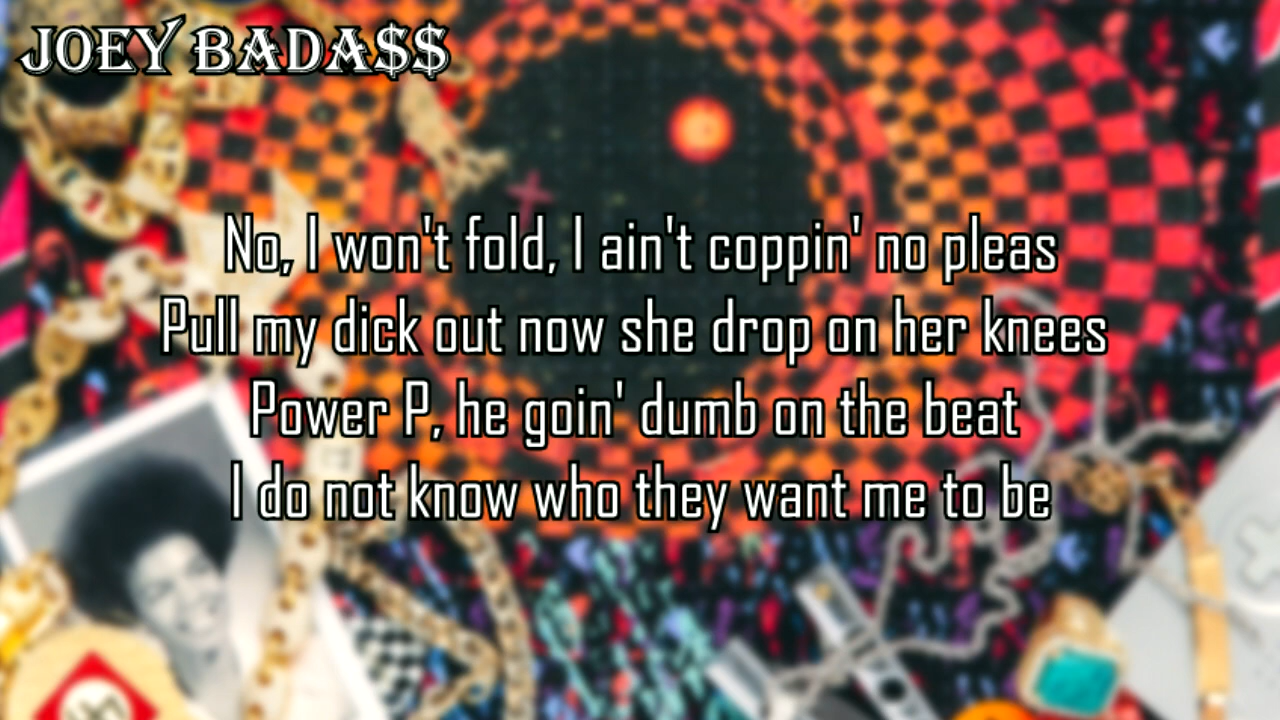 JOEY BADA$$
No, I won't fold, I ain't coppin' no pleas
Pull my dick out now she drop on her knees
Power P, he goin' dumb on the beat
I do not know who they want me to be